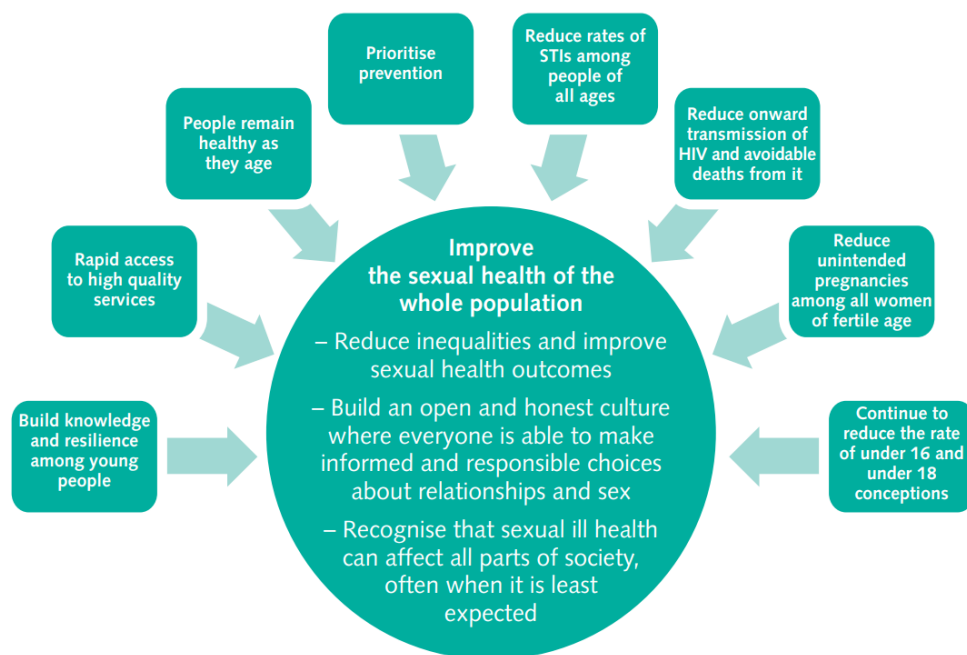 Build knowledge
and resilience
among young
people
Rapid access
to high quality
services
People remain
healthy as
they age
Prioritise
prevention
Reduce rates of
STIs among
people of
all ages
Reduce onward
transmission of
HIV and avoidable
deaths from it
Reduce
unintended
pregnancies
among all women
of fertile age
Continue to
reduce the rate
of under 16 and
under 18
conceptions
Improve
the sexual health of the
whole population
– Reduce inequalities and improve
sexual health outcomes
– Build an open and honest culture
where everyone is able to make
informed and responsible choices
about relationships and sex
– Recognise that sexual ill health
can affect all parts of society,
often when it is least
expected